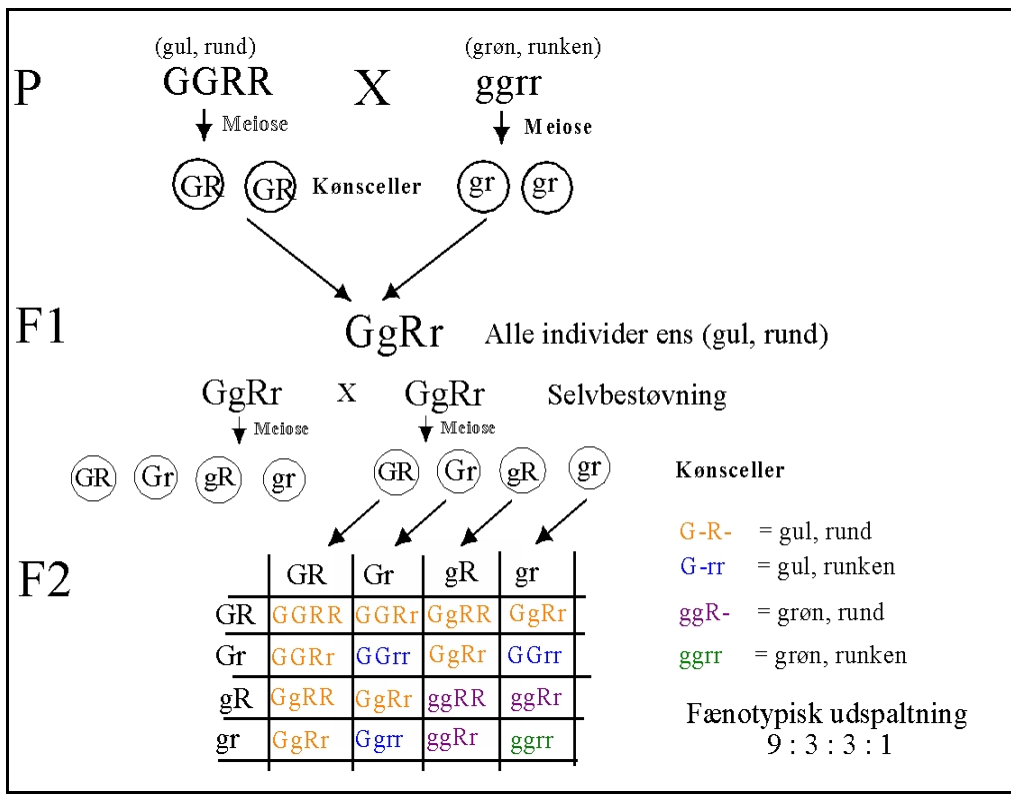 (gul, rund) (grøn, runken)
P GGRR X ggrr
Meiose Meiose
GR GR Kønsceller gr gr
F1 GgRr Alle individer ens (gul, rund)
GgRr X GgRr Selvbestøvning
Meiose Meiose
GR Gr gR gr GR Gr gR gr Kønsceller
G-R- = gul, rund
G-rr = gul, runken
ggR- = grøn, rund
ggrr = grøn, runken
Fænotypisk udspaltning
9 : 3 : 3 : 1
F2 GR Gr gR gr
GR GGRR GGRr GgRR GgRr
Gr GGRr GGrr GgRr GGrr
gR GgRR GgRr ggRR ggRr
gr GgRr Ggrr ggRr ggrr